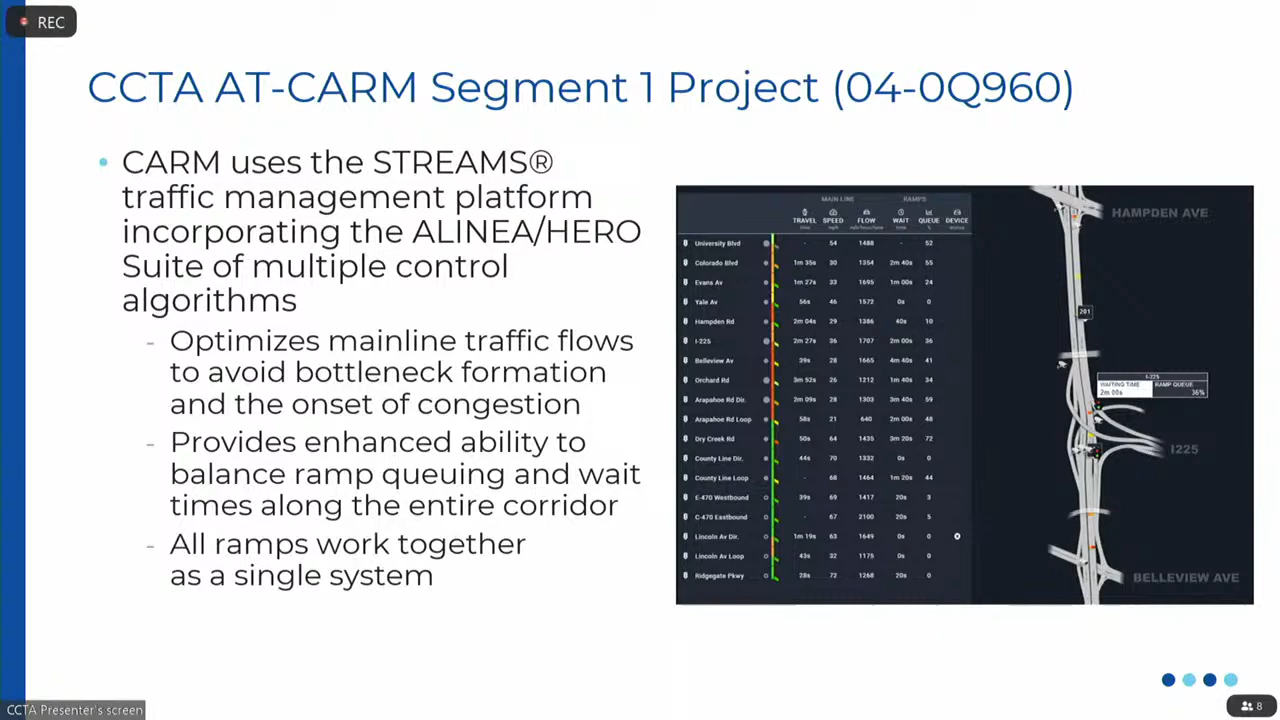 REC
CCTA AT-CARM Segment 1 Project (04-0Q960)
• CARM uses the STREAMS®
traffic management platform
incorporating the ALINEA/HERO
Suite of multiple control
algorithms
- Optimizes mainline traffic flows
to avoid bottleneck formation
and the onset of congestion
- Provides enhanced ability to
balance ramp queuing and wait
times along the entire corridor
- All ramps work together
as a single system
MAIN LINE RAMPS
TRAVEL SPEED FLOW WAIT QUEUE DEVICE
time mph veh/hour/lane time % status
University Blvd - 54 1488 - 52
Colorado Blvd 1m 35s 30 1354 2m 40s 55
Evans Av 1m 27s 33 1695 1m 00s 24
Yale Av 56s 46 1572 0s 0
Hampden Rd 2m 04s 29 1386 40s 10
I-225 2m 27s 36 1707 2m 00s 36
Belleview Av 39s 28 1665 4m 40s 41
Orchard Rd 3m 52s 26 1212 1m 40s 34
Arapahoe Rd Dir. 2m 09s 28 1303 3m 40s 59
Arapahoe Rd Loop 58s 21 640 2m 00s 48
Dry Creek Rd 50s 64 1435 3m 20s 72
County Line Dir. 44s 70 1332 0s 0
County Line Loop - 68 1464 1m 20s 44
E-470 Westbound 39s 69 1417 20s 3
C-470 Eastbound - 67 2100 20s 5
Lincoln Av Dir. 1m 19s 63 1649 0s 0
Lincoln Av Loop 43s 32 1175 0s 0
Ridgegate Pkwy 28s 72 1268 20s 0
HAMPDEN AVE
201
I-225
WAITING TIME RAMP QUEUE
2m 00s 36%
I225
BELLEVIEW AVE
CCTA Presenter's screen
8